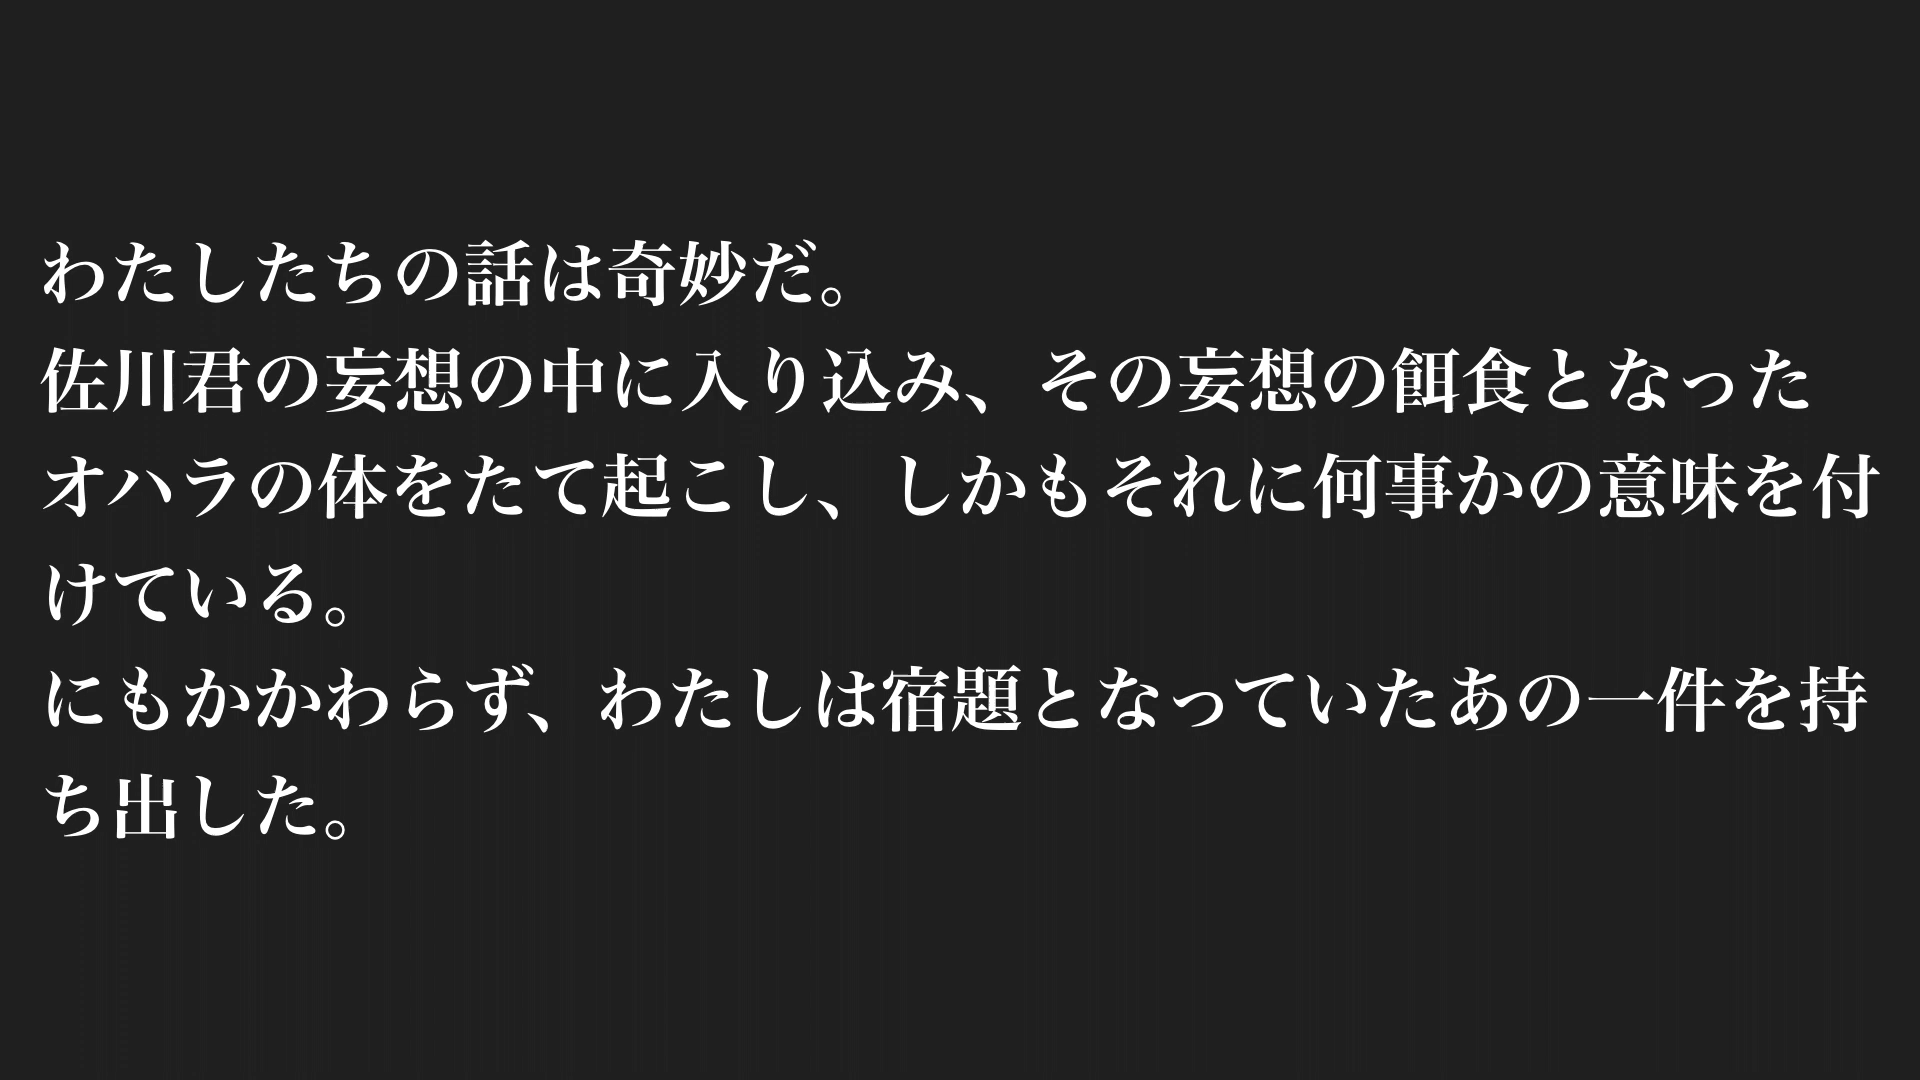 わたしたちの話は奇妙だ。
佐川君の妄想の中に入り込み、その妄想の餌食となった
オハラの体をたて起こし、しかもそれに何事かの意味を付
けている。
にもかかわらず、わたしは宿題となっていたあの一件を持
ち出した。